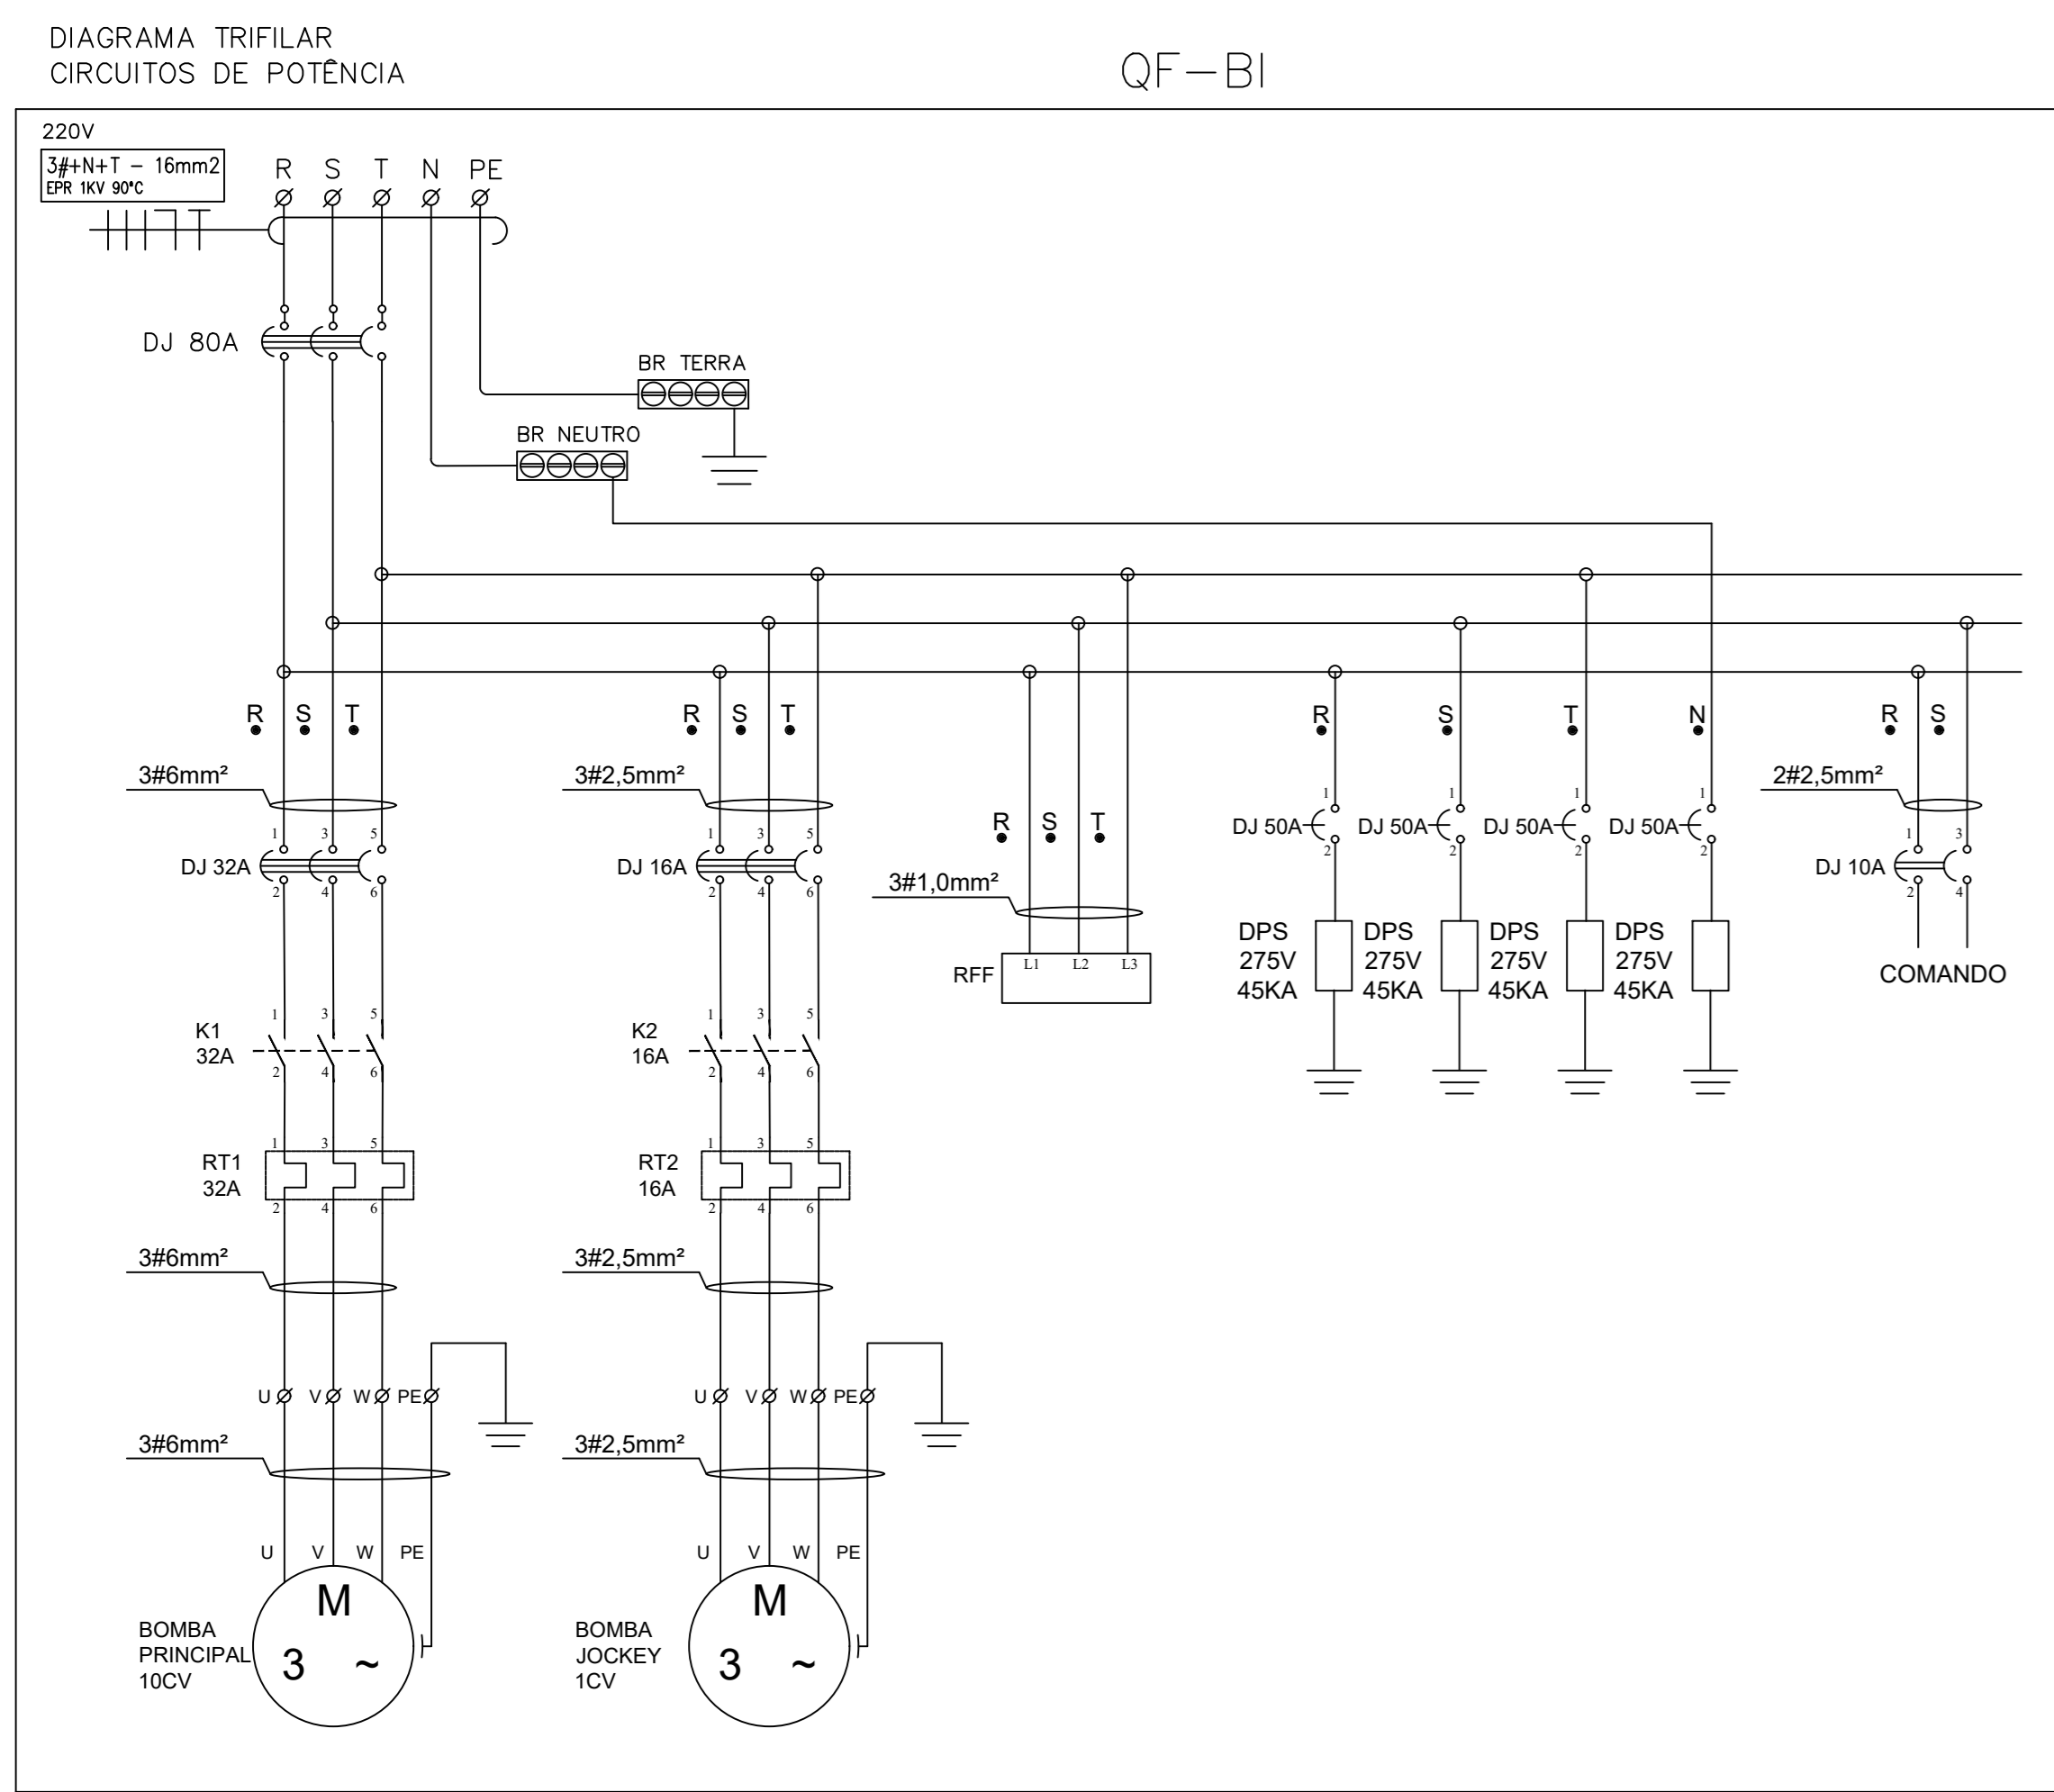 DIAGRAMA TRIFILAR
CIRCUITOS DE POTÊNCIA
QF-BI
220V
3#+N+T - 16mm2
EPR 1KV 90°C
R S T N PE
DJ 80A
BR TERRA
BR NEUTRO
R S T
R S T
R S T N
R S
3#6mm²
3#2,5mm²
2#2,5mm²
R S T
1 1 1 1
DJ 50A DJ 50A DJ 50A DJ 50A
2 2 2 2
1 3 5
DJ 32A
2 4 6
1 3 5
DJ 16A
2 4 6
1 3
DJ 10A
2 4
3#1,0mm²
RFF
L1 L2 L3
DPS
275V
45KA
DPS
275V
45KA
DPS
275V
45KA
DPS
275V
45KA
COMANDO
1 3 5
K1
32A
2 4 6
1 3 5
K2
16A
2 4 6
1 3 5
RT1
32A
2 4 6
1 3 5
RT2
16A
2 4 6
3#6mm²
3#2,5mm²
U V W PE
U V W PE
3#6mm²
3#2,5mm²
U V W PE
U V W PE
M
3 ~
BOMBA
PRINCIPAL
10CV
M
3 ~
BOMBA
JOCKEY
1CV